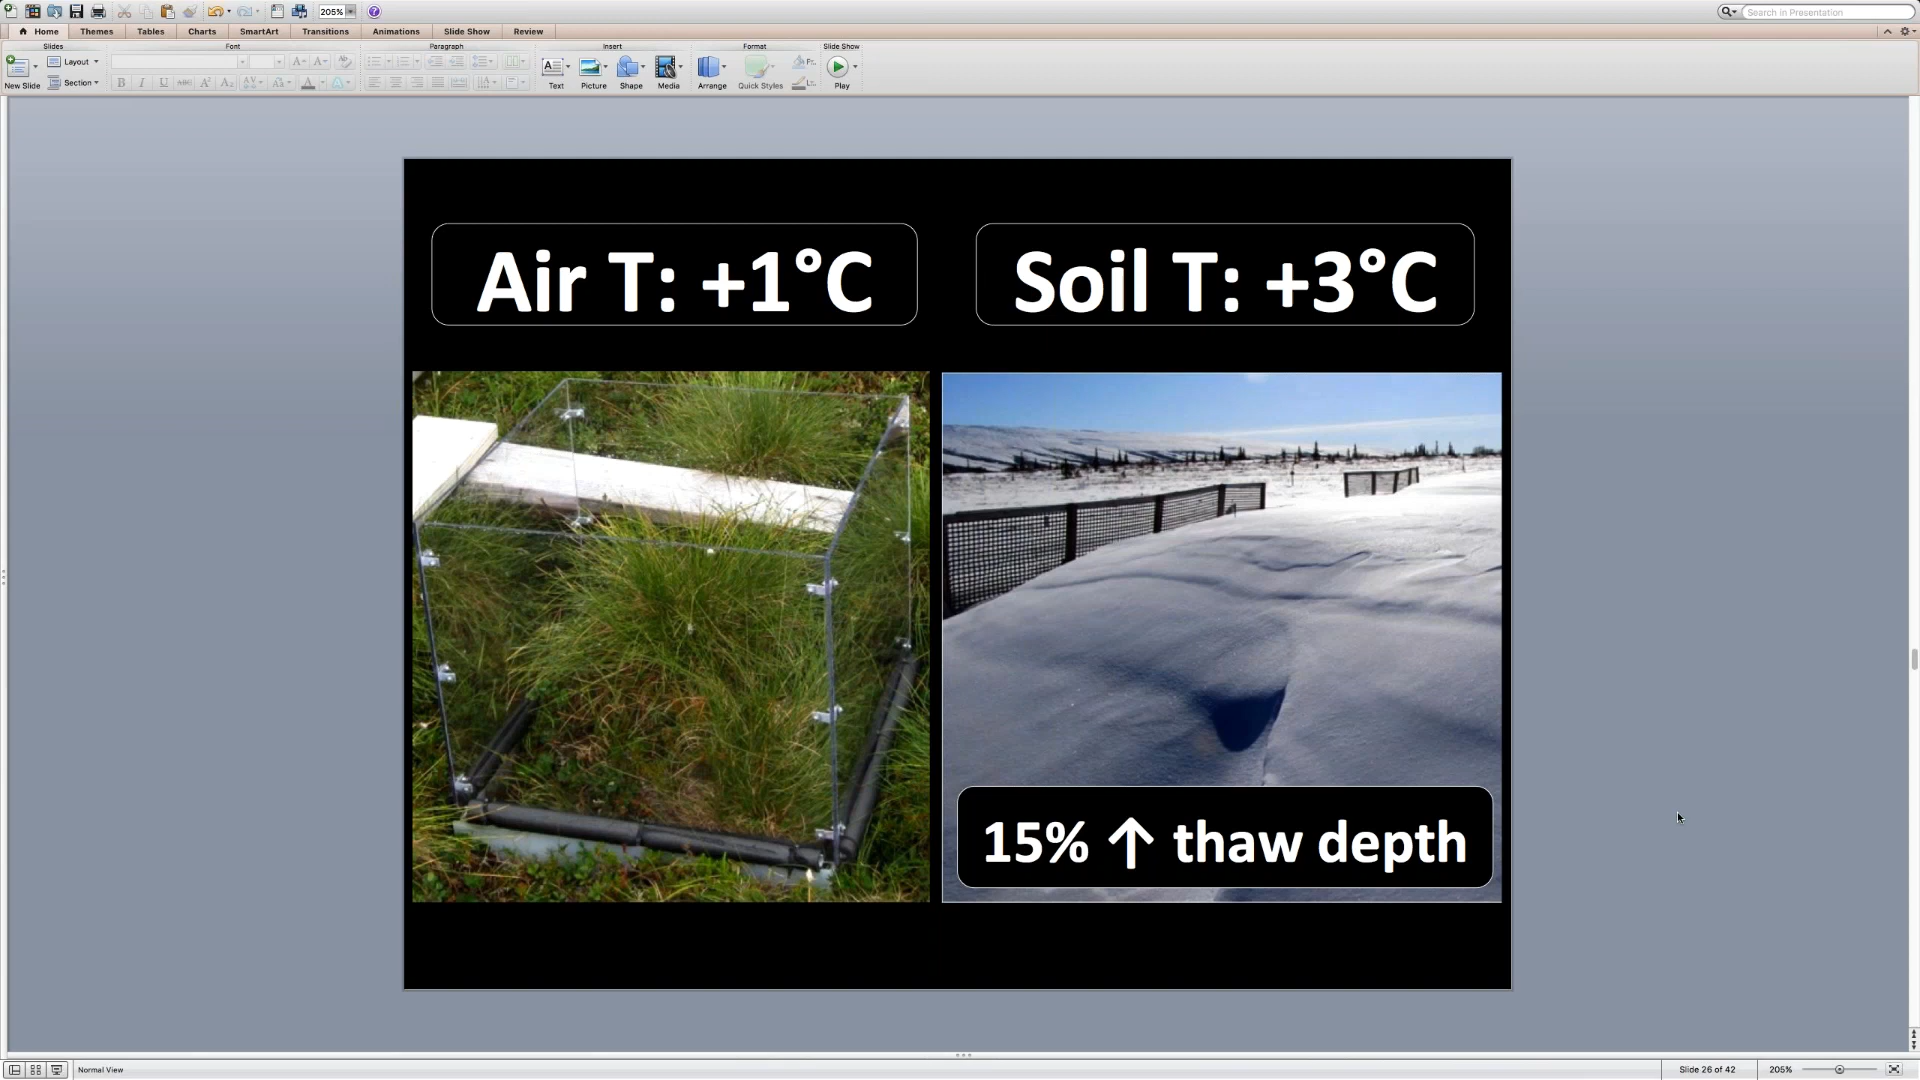 205%
Search in Presentation
Home
Themes
Tables
Charts
SmartArt
Transitions
Animations
Slide Show
Review
Slides
Font
Paragraph
Insert
Format
Slide Show
New Slide
Layout
Section
Text
Picture
Shape
Media
Arrange
Quick Styles
Play
Air T: +1°C
Soil T: +3°C
15% ↑ thaw depth
Normal View
Slide 26 of 42
205%